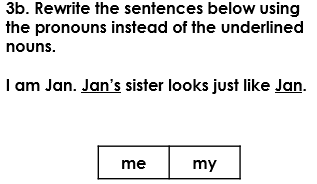 3b. Rewrite the sentences below using
the pronouns instead of the underlined
nouns.
I am Jan. Jan's sister looks just like Jan.
me my